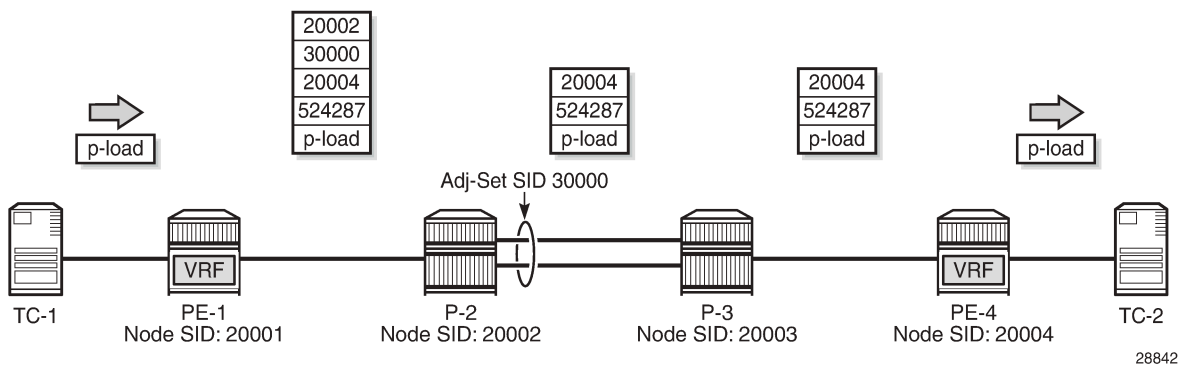 20002
30000
20004
524287
p-load
20004
524287
p-load
20004
524287
p-load
p-load
p-load
Adj-Set SID 30000
VRF
VRF
TC-1
PE-1
Node SID: 20001
P-2
Node SID: 20002
P-3
Node SID: 20003
PE-4
Node SID: 20004
TC-2
28842